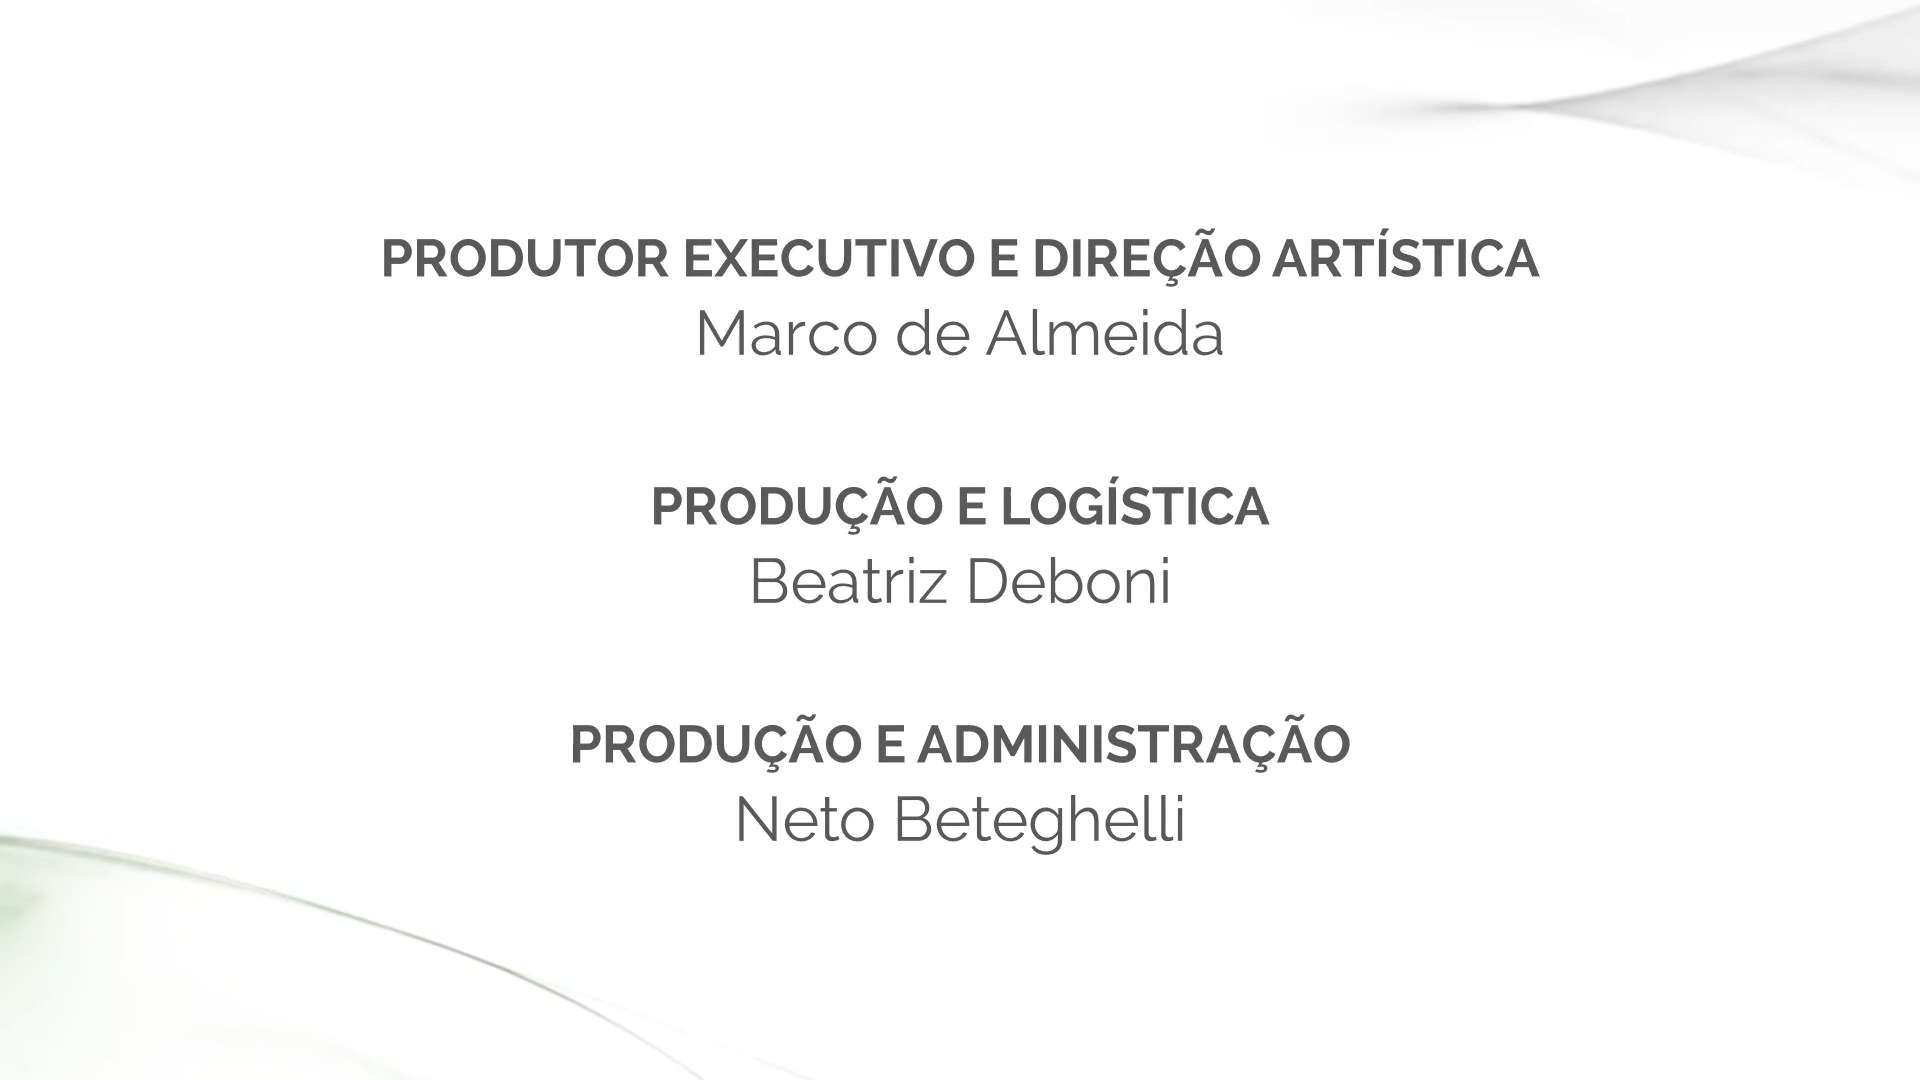 PRODUTOR EXECUTIVO E DIREÇÃO ARTÍSTICA
Marco de Almeida
PRODUÇÃO E LOGÍSTICA
Beatriz Deboni
PRODUÇÃO E ADMINISTRAÇÃO
Neto Beteghelli